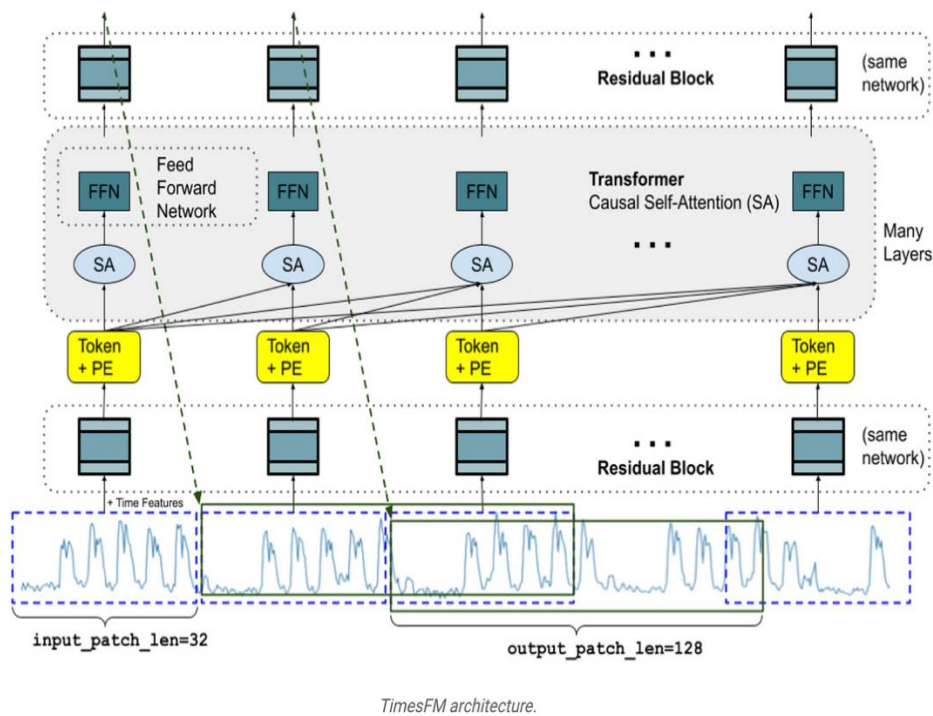 ...
Residual Block
(same
network)
Feed
Forward
Network
FFN
FFN
FFN
FFN
Transformer
Causal Self-Attention (SA)
...
SA
SA
SA
SA
Many
Layers
Token
+ PE
Token
+ PE
Token
+ PE
Token
+ PE
...
Residual Block
(same
network)
+ Time Features
input_patch_len=32
output_patch_len=128
TimesFM architecture.